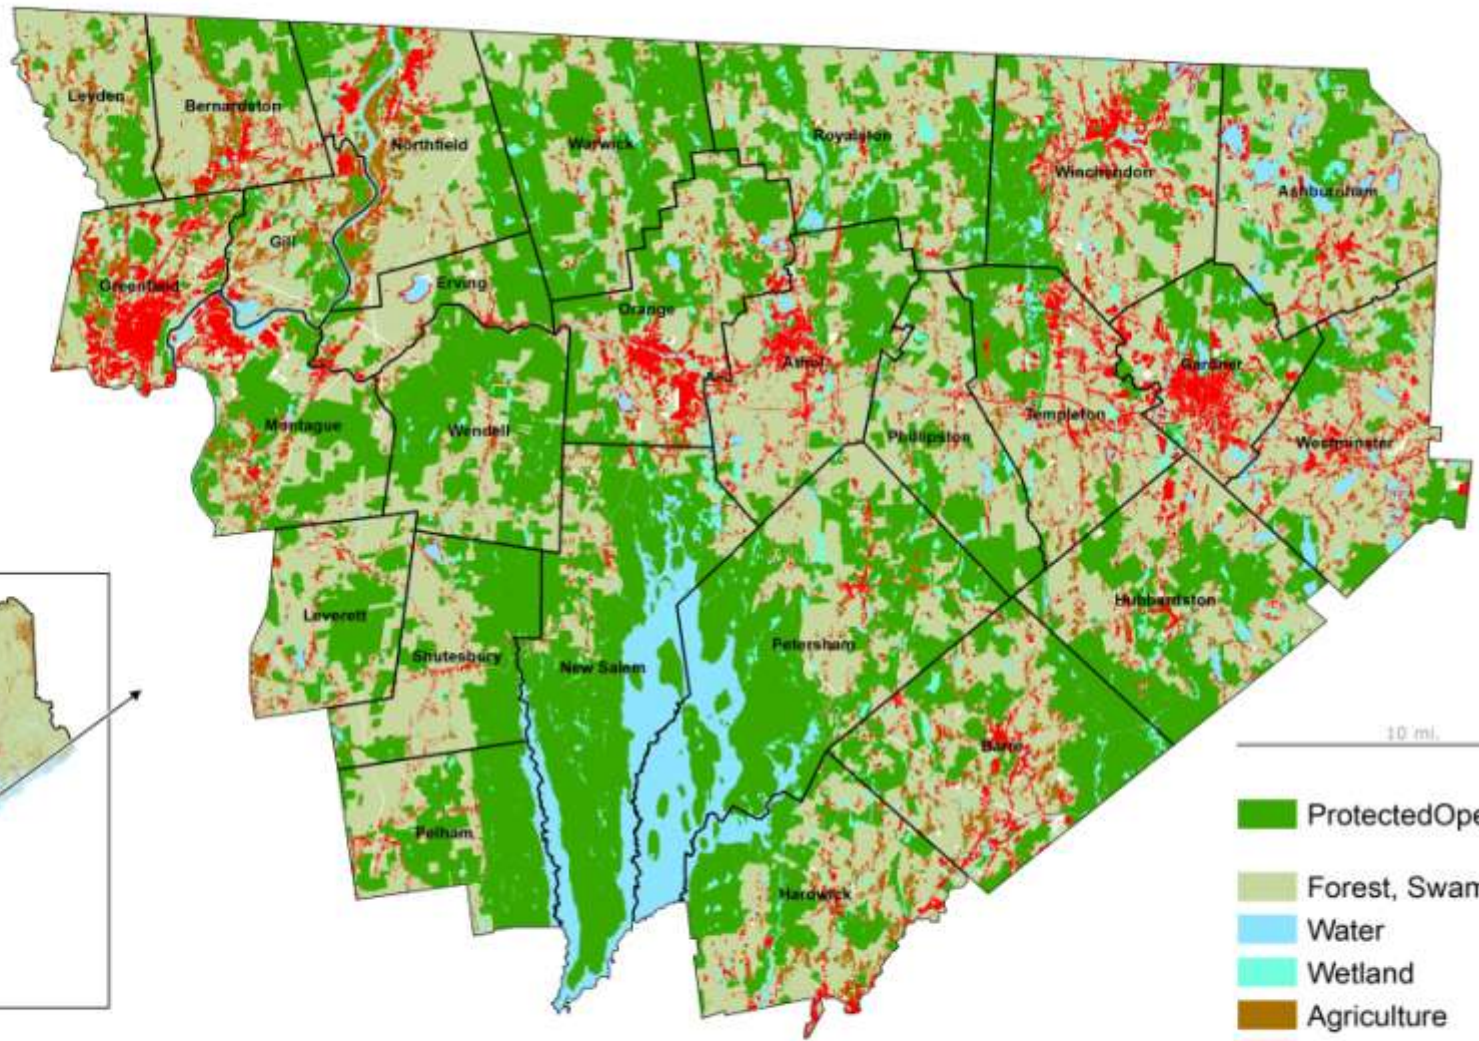 Leyden
Bernardston
Northfield
Warwick
Royalston
Winchendon
Ashburnham
Gill
Greenfield
Erving
Orange
Athol
Gardner
Templeton
Phillipston
Westminster
Montague
Wendell
Leverett
Shutesbury
New Salem
Petersham
Hubbardston
Barre
Pelham
Hardwick
10 mi.
ProtectedOpe
Forest, Swam
Water
Wetland
Agriculture